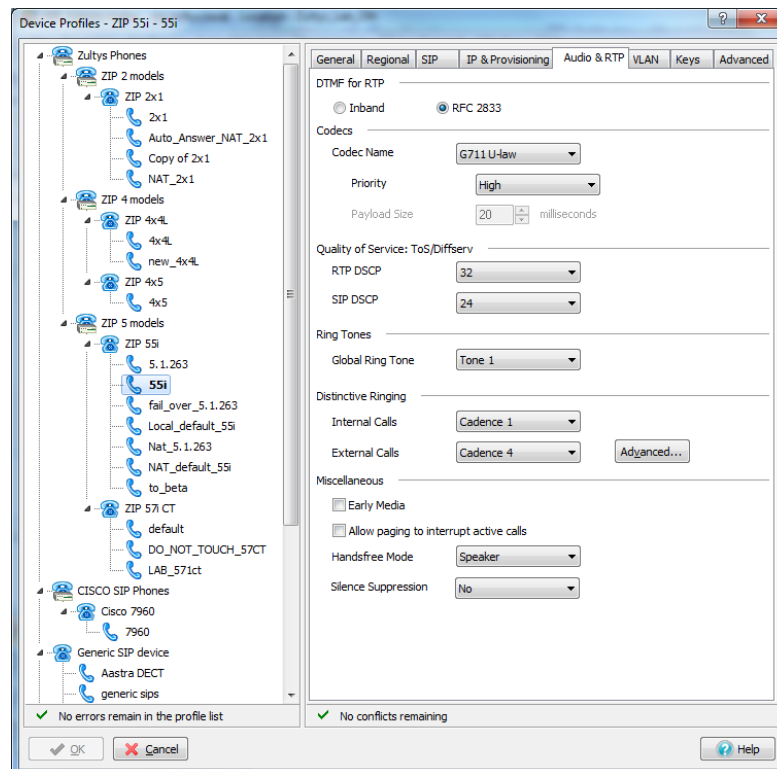 Device Profiles - ZIP 55i - 55i
Zultys Phones
ZIP 2 models
ZIP 2x1
2x1
Auto_Answer_NAT_2x1
Copy of 2x1
NAT_2x1
ZIP 4 models
ZIP 4x4L
4x4L
new_4x4L
ZIP 4x5
4x5
ZIP 5 models
ZIP 55i
5.1.263
55i
fail_over_5.1.263
Local_default_55i
Nat_5.1.263
NAT_default_55i
to_beta
ZIP 57i CT
default
DO_NOT_TOUCH_57CT
LAB_571ct
CISCO SIP Phones
Cisco 7960
7960
Generic SIP device
Aastra DECT
generic sips
No errors remain in the profile list
General Regional SIP IP & Provisioning Audio & RTP VLAN Keys Advanced
DTMF for RTP
Inband RFC 2833
Codecs
Codec Name G711 U-law
Priority High
Payload Size 20 milliseconds
Quality of Service: ToS/Diffserv
RTP DSCP 32
SIP DSCP 24
Ring Tones
Global Ring Tone Tone 1
Distinctive Ringing
Internal Calls Cadence 1
External Calls Cadence 4 Advanced...
Miscellaneous
Early Media
Allow paging to interrupt active calls
Handsfree Mode Speaker
Silence Suppression No
No conflicts remaining
OK Cancel Help